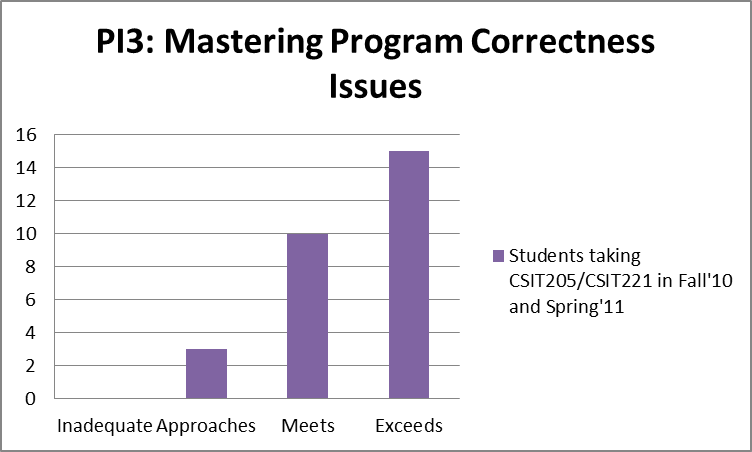 PI3: Mastering Program Correctness
Issues
16
14
12
10
8
6
4
2
0
Inadequate Approaches Meets Exceeds
Students taking
CSIT205/CSIT221 in Fall'10
and Spring'11